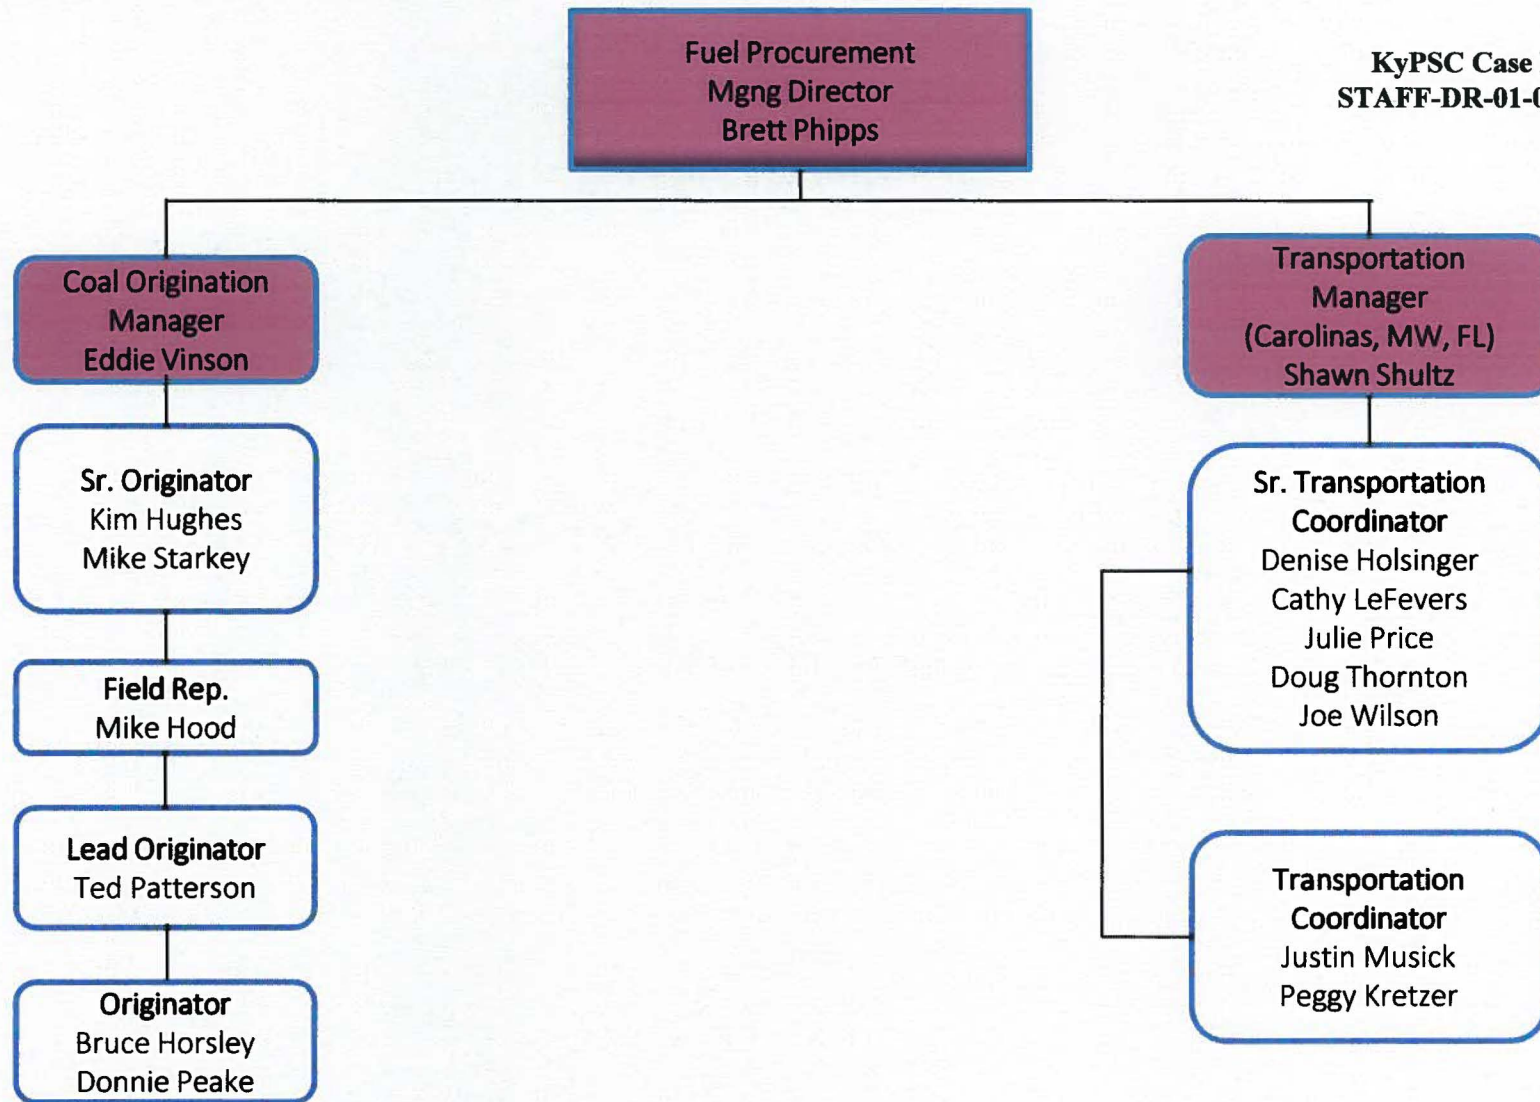 Fuel Procurement
Mgng Director
Brett Phipps
KyPSC Case
STAFF-DR-01-0
Coal Origination
Manager
Eddie Vinson
Sr. Originator
Kim Hughes
Mike Starkey
Field Rep.
Mike Hood
Lead Originator
Ted Patterson
Originator
Bruce Horsley
Donnie Peake
Transportation
Manager
(Carolinas, MW, FL)
Shawn Shultz
Sr. Transportation
Coordinator
Denise Holsinger
Cathy LeFevers
Julie Price
Doug Thornton
Joe Wilson
Transportation
Coordinator
Justin Musick
Peggy Kretzer